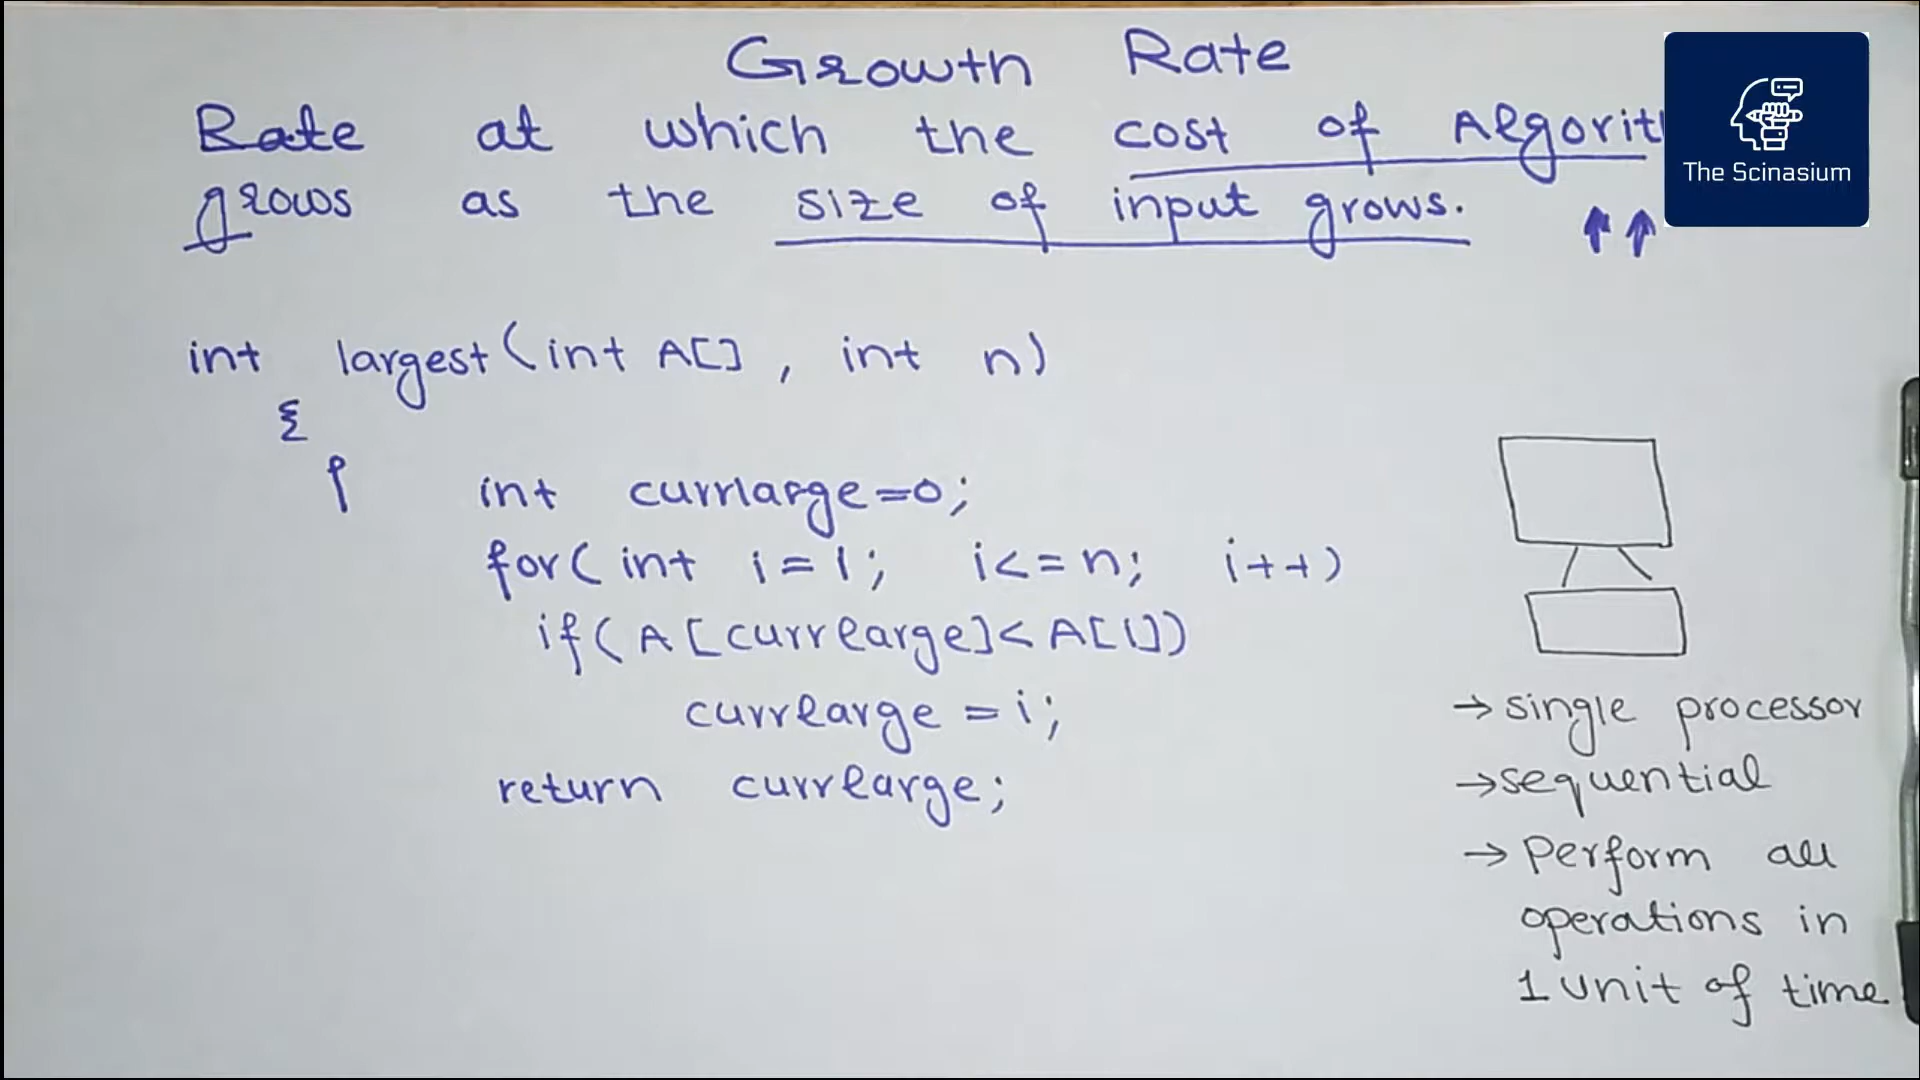 Growth Rate
Rate at which the cost of Algorit
grows as the size of input grows.
The Scinasium
int largest(int A[], int n)
{
int currlarge=0;
for(int i=1; i<=n; i++)
if(A[currlarge]<A[i])
currlarge=i;
return currlarge;
→ single processor
→ sequential
→ Perform all
operations in
1 unit of time